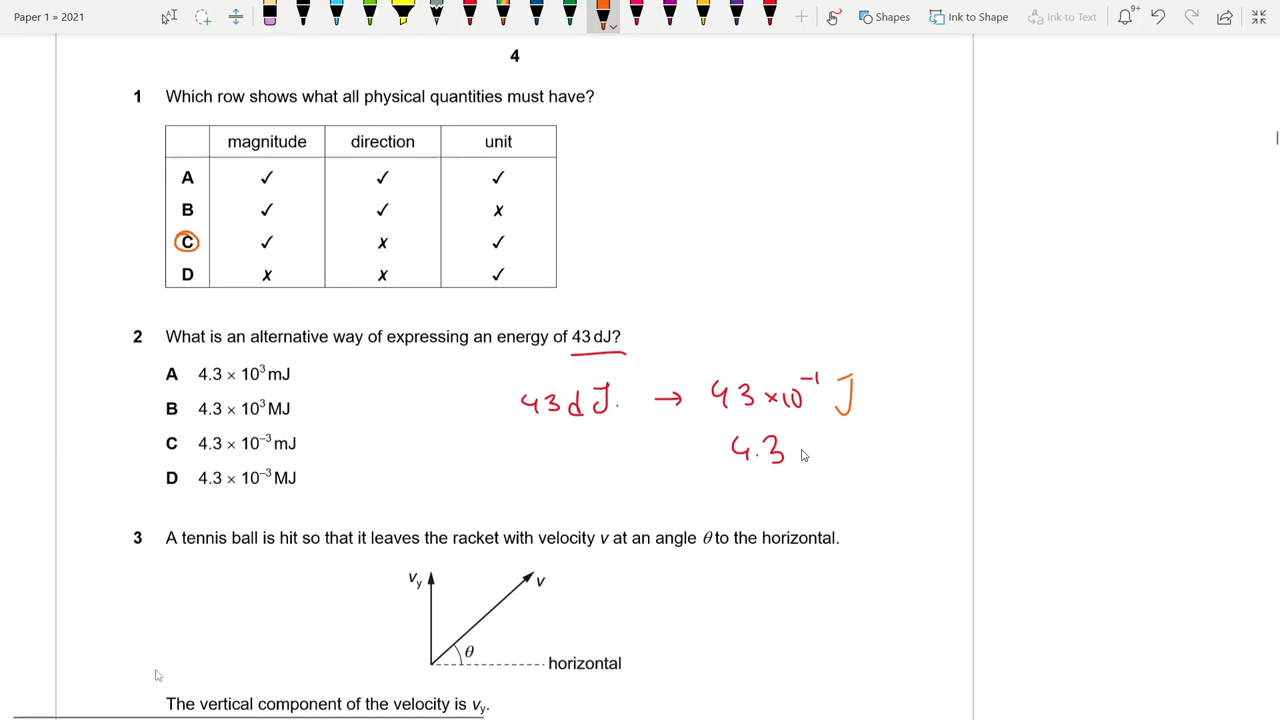 Paper 1 » 2021
Shapes
Ink to Shape
Ink to Text
9+
4
1 Which row shows what all physical quantities must have?
magnitude direction unit
A ✓ ✓ ✓
B ✓ ✓ ✗
C ✓ ✗ ✓
D ✗ ✗ ✓
2 What is an alternative way of expressing an energy of 43 dJ?
A 4.3 × 10³ mJ
B 4.3 × 10³ MJ
C 4.3 × 10⁻³ mJ
D 4.3 × 10⁻³ MJ
43 d J. → 43 ×10⁻¹ J
4.3
3 A tennis ball is hit so that it leaves the racket with velocity v at an angle θ to the horizontal.
vy
v
θ
horizontal
The vertical component of the velocity is vy.